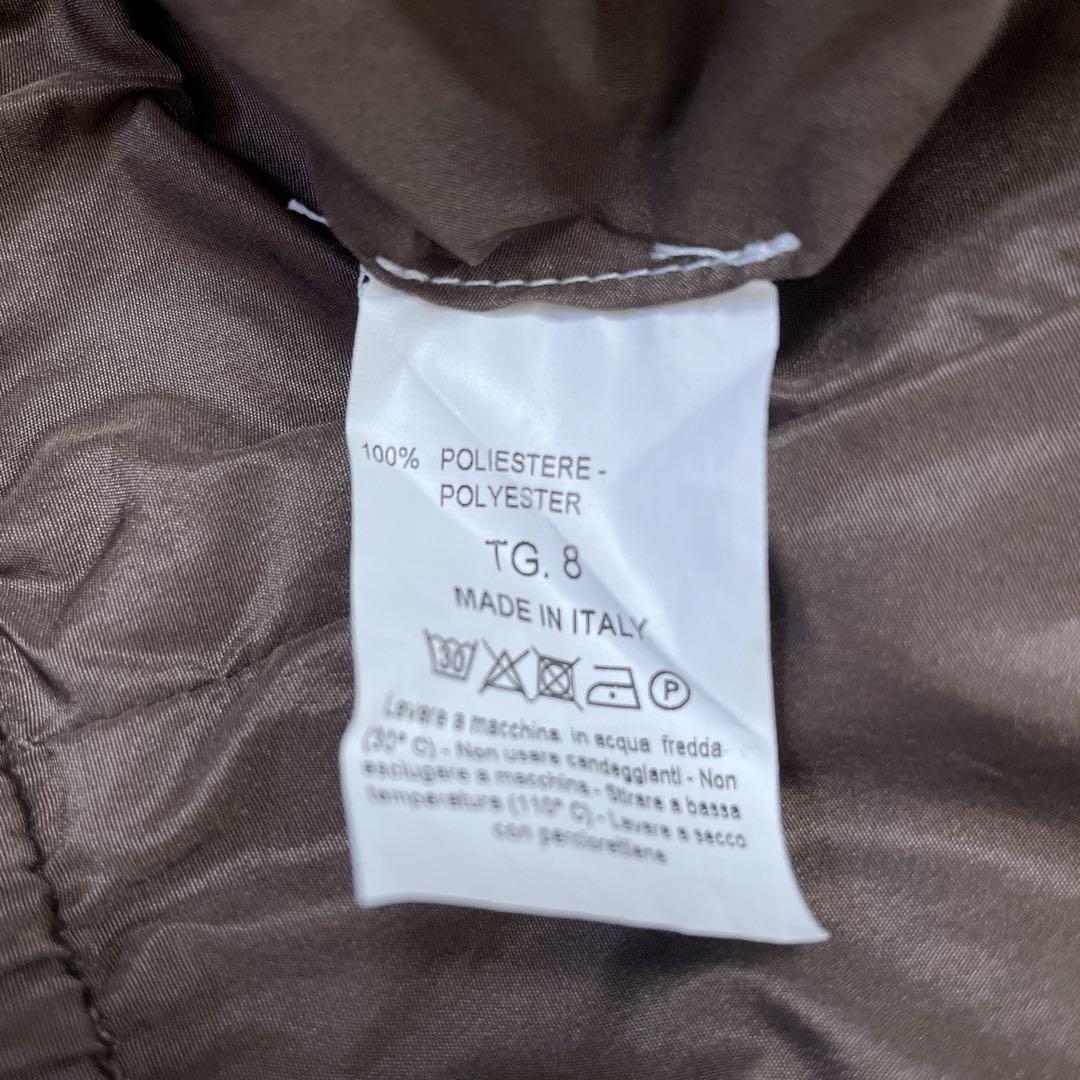 100% POLIESTERE -
POLYESTER
TG. 8
MADE IN ITALY
30 P
Lavare a macchina in acqua fredda
(30° C) - Non usare candeggianti - Non
asciugare a macchina - Stirare a bassa
temperatura (110° C) - Lavare a secco
con percloretilene